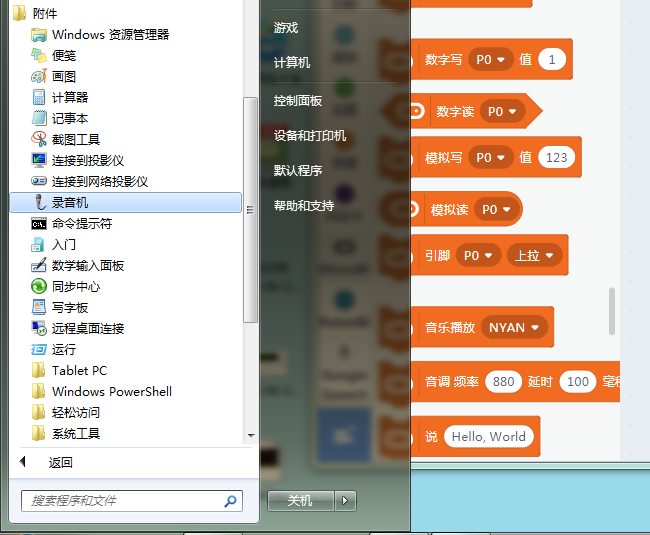 附件
Windows 资源管理器
便笺
画图
计算器
记事本
截图工具
连接到投影仪
连接到网络投影仪
录音机
命令提示符
入门
数学输入面板
同步中心
写字板
远程桌面连接
运行
Tablet PC
Windows PowerShell
轻松访问
系统工具
返回
搜索程序和文件
游戏
计算机
控制面板
设备和打印机
默认程序
帮助和支持
关机
数字写 P0 值 1
数字读 P0
模拟写 P0 值 123
模拟读 P0
引脚 P0 上拉
音乐播放 NYAN
音调 频率 880 延时 100 毫秒
说 Hello, World